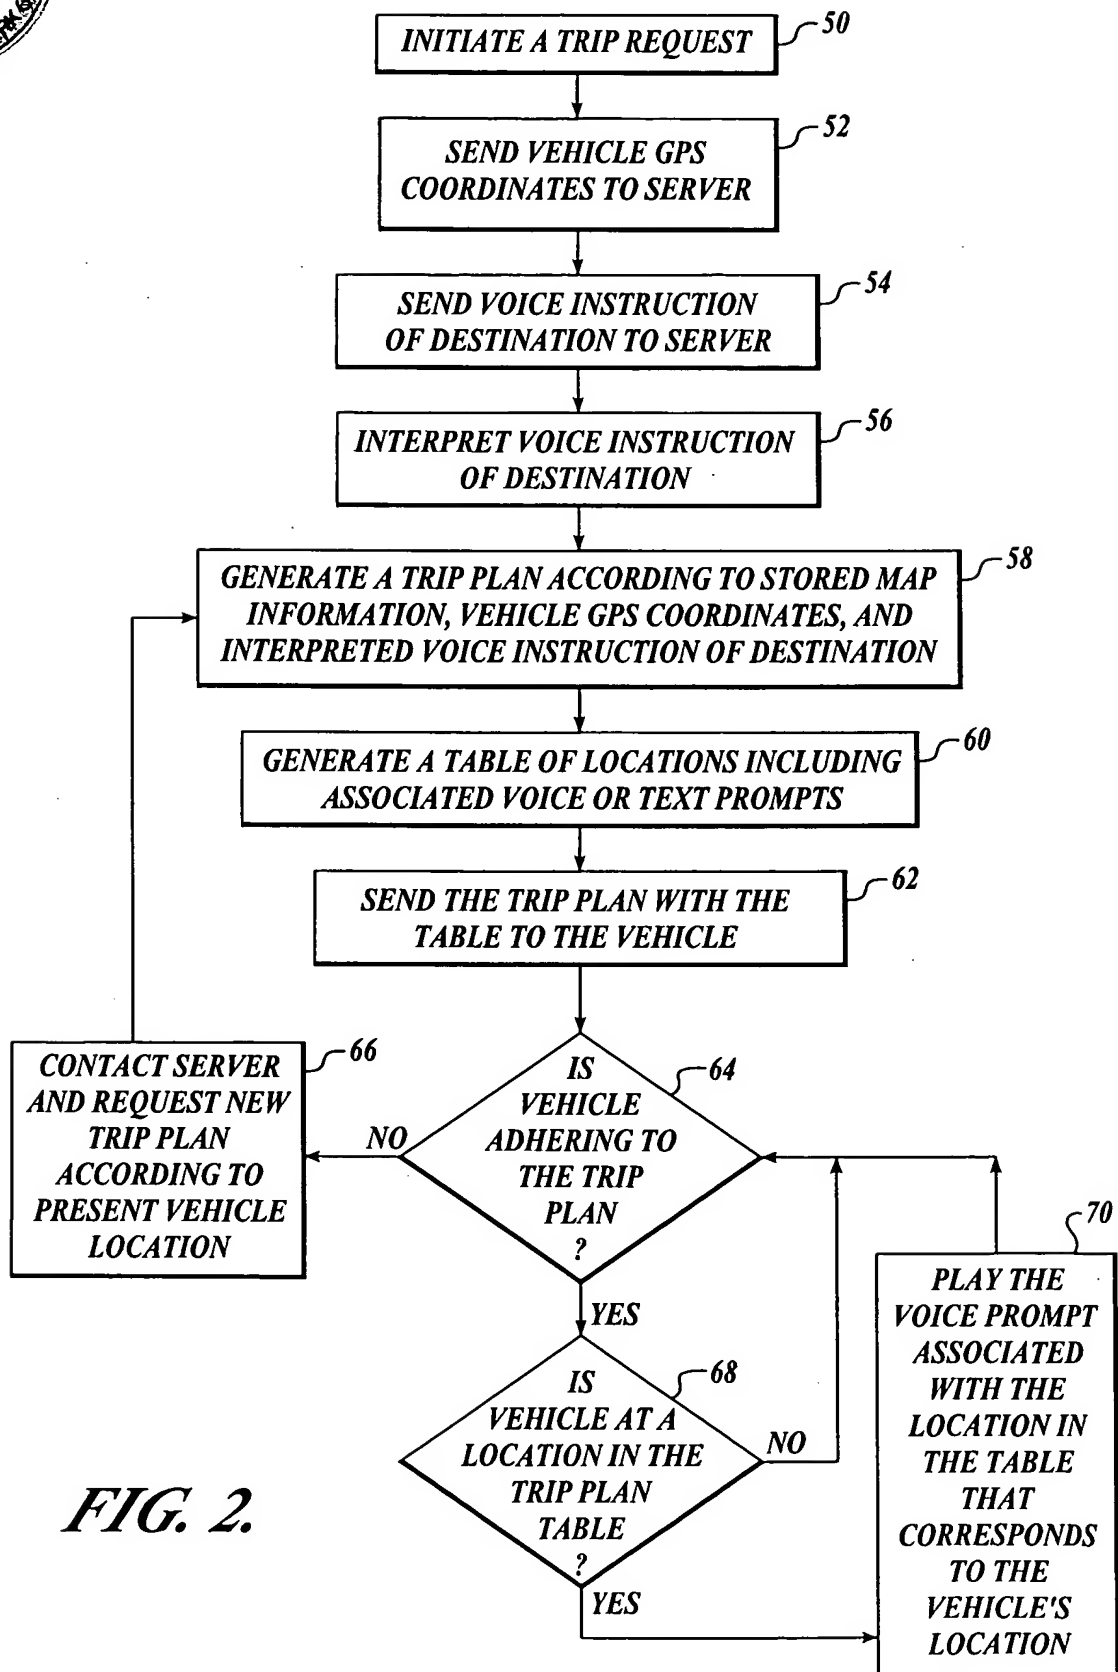 INITIATE A TRIP REQUEST
50
SEND VEHICLE GPS
COORDINATES TO SERVER
52
SEND VOICE INSTRUCTION
OF DESTINATION TO SERVER
54
INTERPRET VOICE INSTRUCTION
OF DESTINATION
56
GENERATE A TRIP PLAN ACCORDING TO STORED MAP
INFORMATION, VEHICLE GPS COORDINATES, AND
INTERPRETED VOICE INSTRUCTION OF DESTINATION
58
GENERATE A TABLE OF LOCATIONS INCLUDING
ASSOCIATED VOICE OR TEXT PROMPTS
60
SEND THE TRIP PLAN WITH THE
TABLE TO THE VEHICLE
62
IS
VEHICLE
ADHERING TO
THE TRIP
PLAN
?
64
NO
CONTACT SERVER
AND REQUEST NEW
TRIP PLAN
ACCORDING TO
PRESENT VEHICLE
LOCATION
66
YES
IS
VEHICLE AT A
LOCATION IN THE
TRIP PLAN
TABLE
?
68
NO
YES
PLAY THE
VOICE PROMPT
ASSOCIATED
WITH THE
LOCATION IN
THE TABLE
THAT
CORRESPONDS
TO THE
VEHICLE'S
LOCATION
70
FIG. 2.